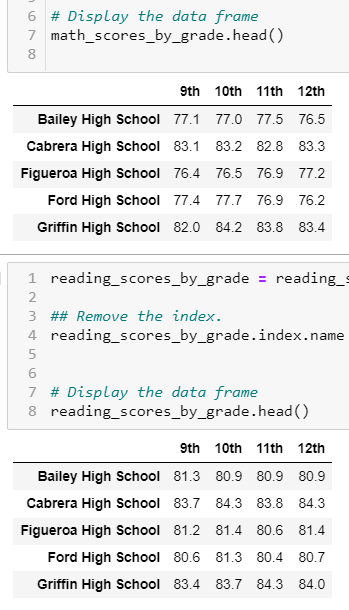 6 # Display the data frame
7 math_scores_by_grade.head()
8
9th 10th 11th 12th
Bailey High School 77.1 77.0 77.5 76.5
Cabrera High School 83.1 83.2 82.8 83.3
Figueroa High School 76.4 76.5 76.9 77.2
Ford High School 77.4 77.7 76.9 76.2
Griffin High School 82.0 84.2 83.8 83.4
1 reading_scores_by_grade = reading_s
2
3 ## Remove the index.
4 reading_scores_by_grade.index.name
5
6
7 # Display the data frame
8 reading_scores_by_grade.head()
9th 10th 11th 12th
Bailey High School 81.3 80.9 80.9 80.9
Cabrera High School 83.7 84.3 83.8 84.3
Figueroa High School 81.2 81.4 80.6 81.4
Ford High School 80.6 81.3 80.4 80.7
Griffin High School 83.4 83.7 84.3 84.0